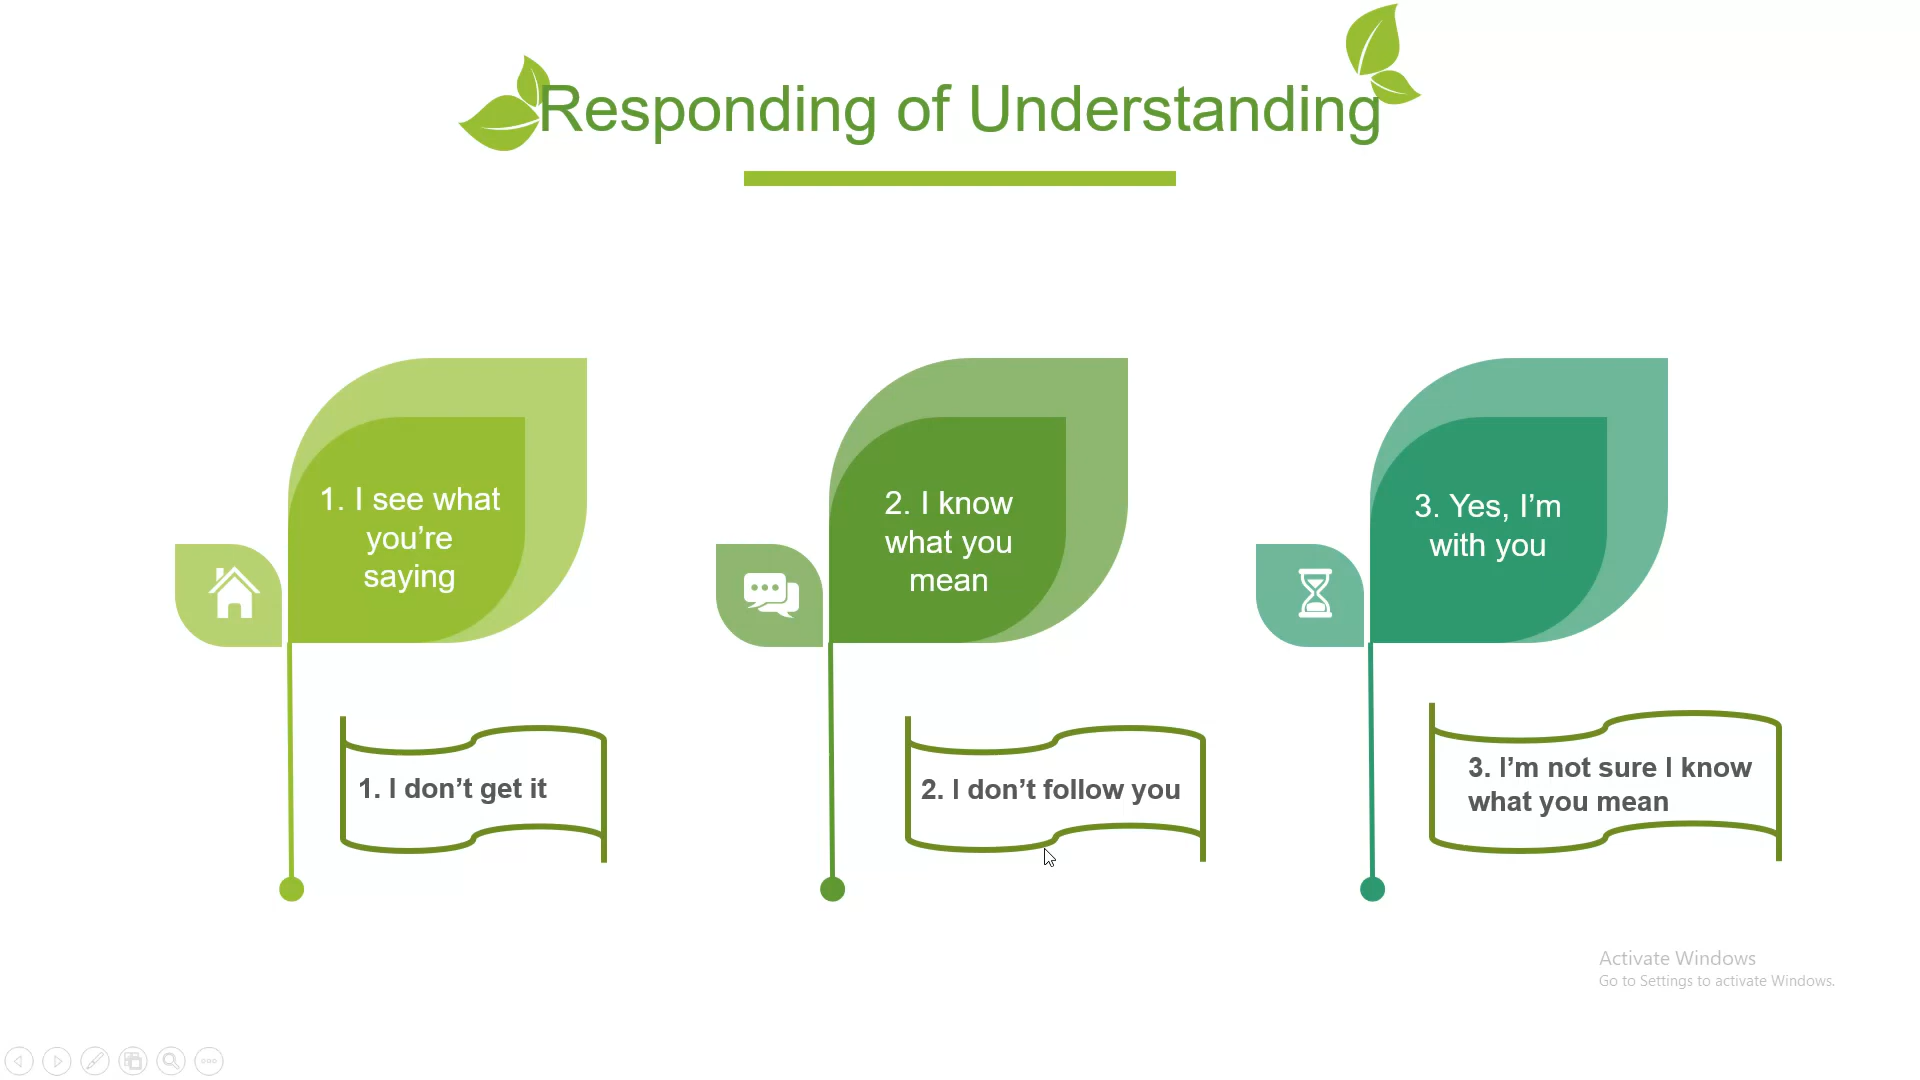 Responding of Understanding
1. I see what
you’re
saying
2. I know
what you
mean
3. Yes, I’m
with you
1. I don’t get it
2. I don’t follow you
3. I’m not sure I know
what you mean
Activate Windows
Go to Settings to activate Windows.